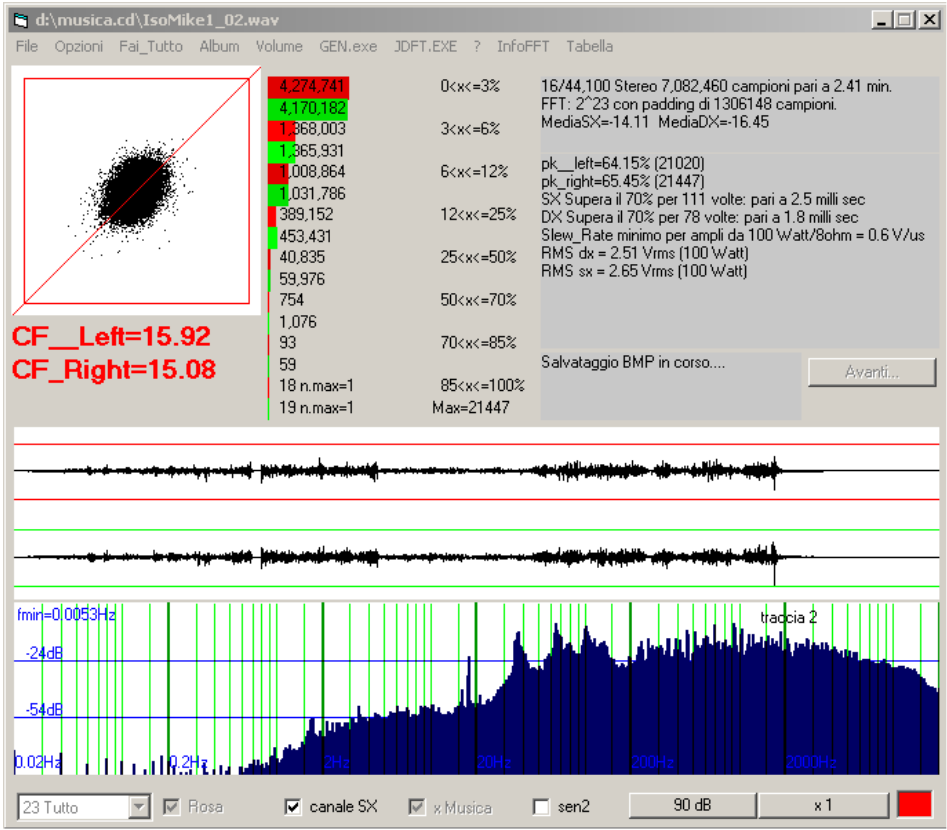 d:\musica.cd\IsoMike1_02.wav
File Opzioni Fai_Tutto Album Volume GEN.exe JDFT.EXE ? InfoFFT Tabella
4,274,741 0<x<=3%
4,170,182
1,368,003 3<x<=6%
1,365,931
1,008,864 6<x<=12%
1,031,786
389,152 12<x<=25%
453,431
40,835 25<x<=50%
59,976
754 50<x<=70%
1,076
93 70<x<=85%
59
18 n.max=1 85<x<=100%
19 n.max=1 Max=21447
16/44,100 Stereo 7,082,460 campioni pari a 2.41 min.
FFT: 2^23 con padding di 1306148 campioni.
MediaSX=-14.11 MediaDX=-16.45
pk__left=64.15% (21020)
pk_right=65.45% (21447)
SX Supera il 70% per 111 volte: pari a 2.5 milli sec
DX Supera il 70% per 78 volte: pari a 1.8 milli sec
Slew_Rate minimo per ampli da 100 Watt/8ohm = 0.6 V/us
RMS dx = 2.51 Vrms (100 Watt)
RMS sx = 2.65 Vrms (100 Watt)
CF__Left=15.92
CF_Right=15.08
Salvataggio BMP in corso....
Avanti...
fmin=0.0053Hz
traccia 2
-24dB
-54dB
0.02Hz 0.2Hz 2Hz 20Hz 200Hz 2000Hz
23 Tutto Rosa canale SX x Musica sen2 90 dB x 1